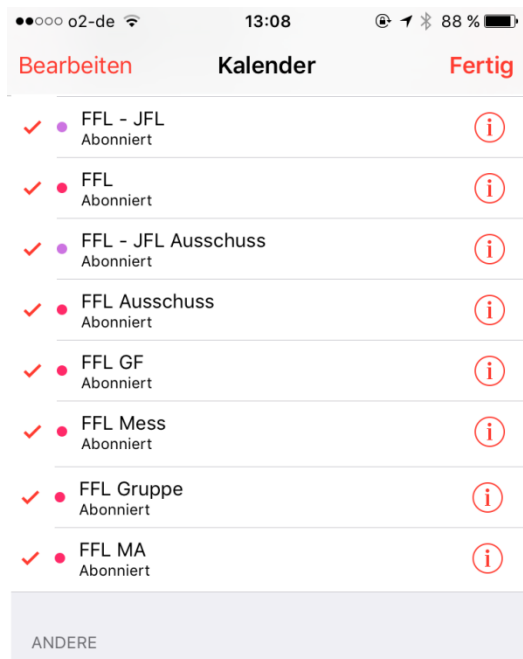 o2-de 13:08 88 %
Bearbeiten Kalender Fertig
FFL - JFL
Abonniert
FFL
Abonniert
FFL - JFL Ausschuss
Abonniert
FFL Ausschuss
Abonniert
FFL GF
Abonniert
FFL Mess
Abonniert
FFL Gruppe
Abonniert
FFL MA
Abonniert
ANDERE